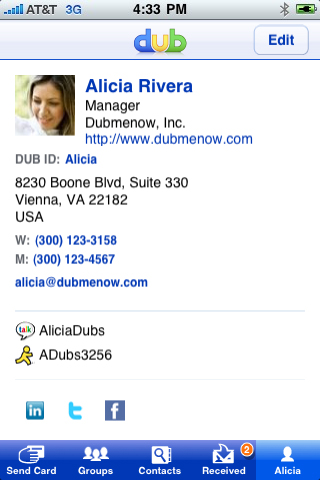 AT&T 3G 4:33 PM
dub
Edit
Alicia Rivera
Manager
Dubmenow, Inc.
http://www.dubmenow.com
DUB ID: Alicia
8230 Boone Blvd, Suite 330
Vienna, VA 22182
USA
W: (300) 123-3158
M: (300) 123-4567
alicia@dubmenow.com
talk AliciaDubs
ADubs3256
in t f
2
Send Card Groups Contacts Received Alicia